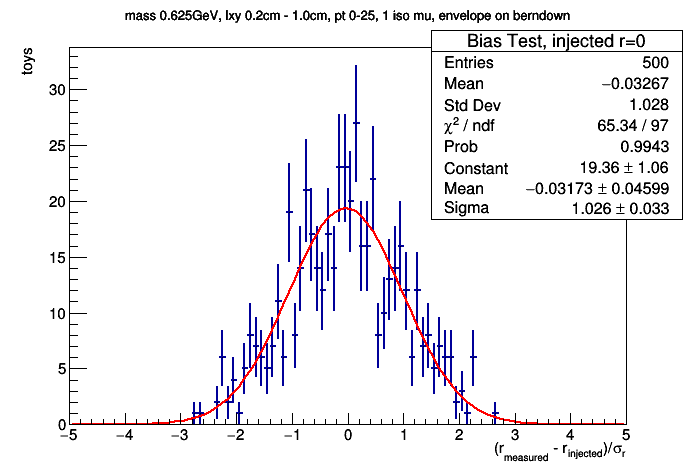 mass 0.625GeV, lxy 0.2cm - 1.0cm, pt 0-25, 1 iso mu, envelope on berndown
Bias Test, injected r=0
Entries 500
Mean −0.03267
Std Dev 1.028
χ² / ndf 65.34 / 97
Prob 0.9943
Constant 19.36 ± 1.06
Mean −0.03173 ± 0.04599
Sigma 1.026 ± 0.033
toys
30
25
20
15
10
5
0
−5 −4 −3 −2 −1 0 1 2 3 4 5
(r_measured - r_injected)/σ_r